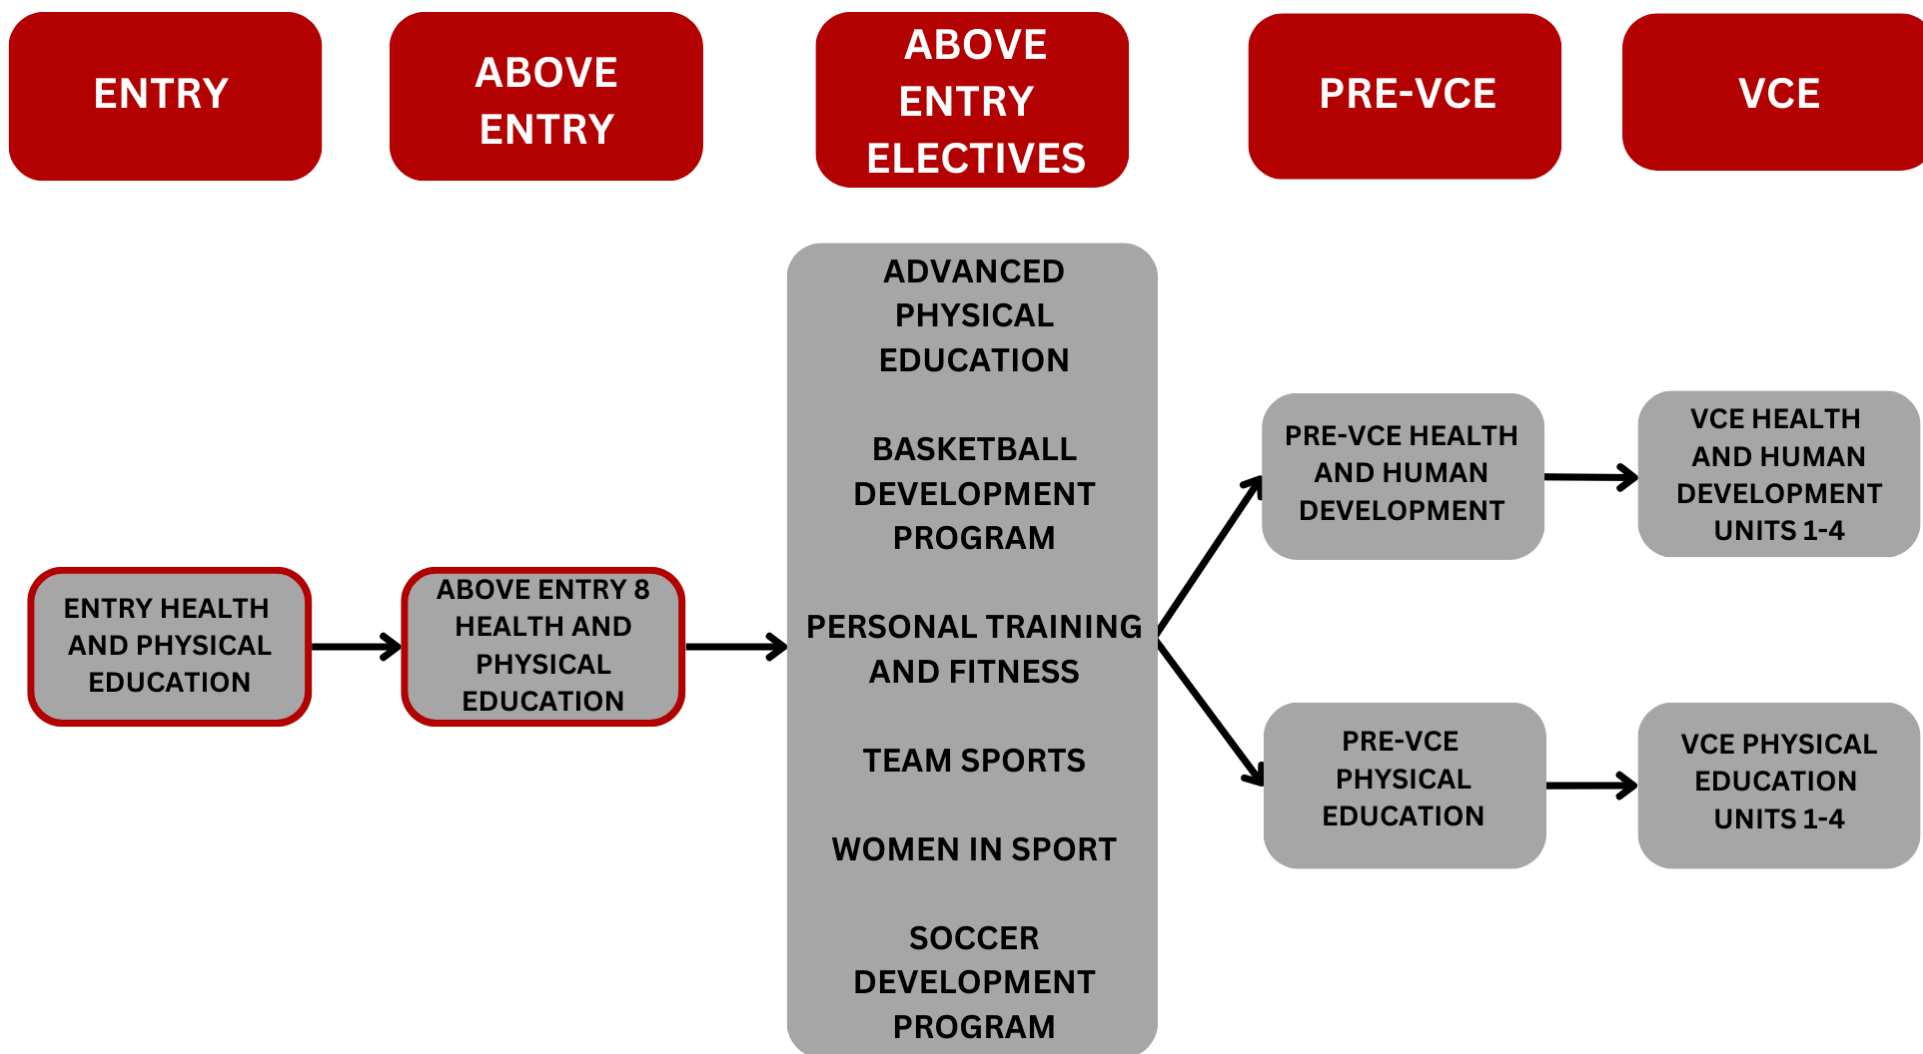 ENTRY
ABOVE
ENTRY
ABOVE
ENTRY
ELECTIVES
PRE-VCE
VCE
ENTRY HEALTH
AND PHYSICAL
EDUCATION
ABOVE ENTRY 8
HEALTH AND
PHYSICAL
EDUCATION
ADVANCED
PHYSICAL
EDUCATION
BASKETBALL
DEVELOPMENT
PROGRAM
PERSONAL TRAINING
AND FITNESS
TEAM SPORTS
WOMEN IN SPORT
SOCCER
DEVELOPMENT
PROGRAM
PRE-VCE HEALTH
AND HUMAN
DEVELOPMENT
VCE HEALTH
AND HUMAN
DEVELOPMENT
UNITS 1-4
PRE-VCE
PHYSICAL
EDUCATION
VCE PHYSICAL
EDUCATION
UNITS 1-4